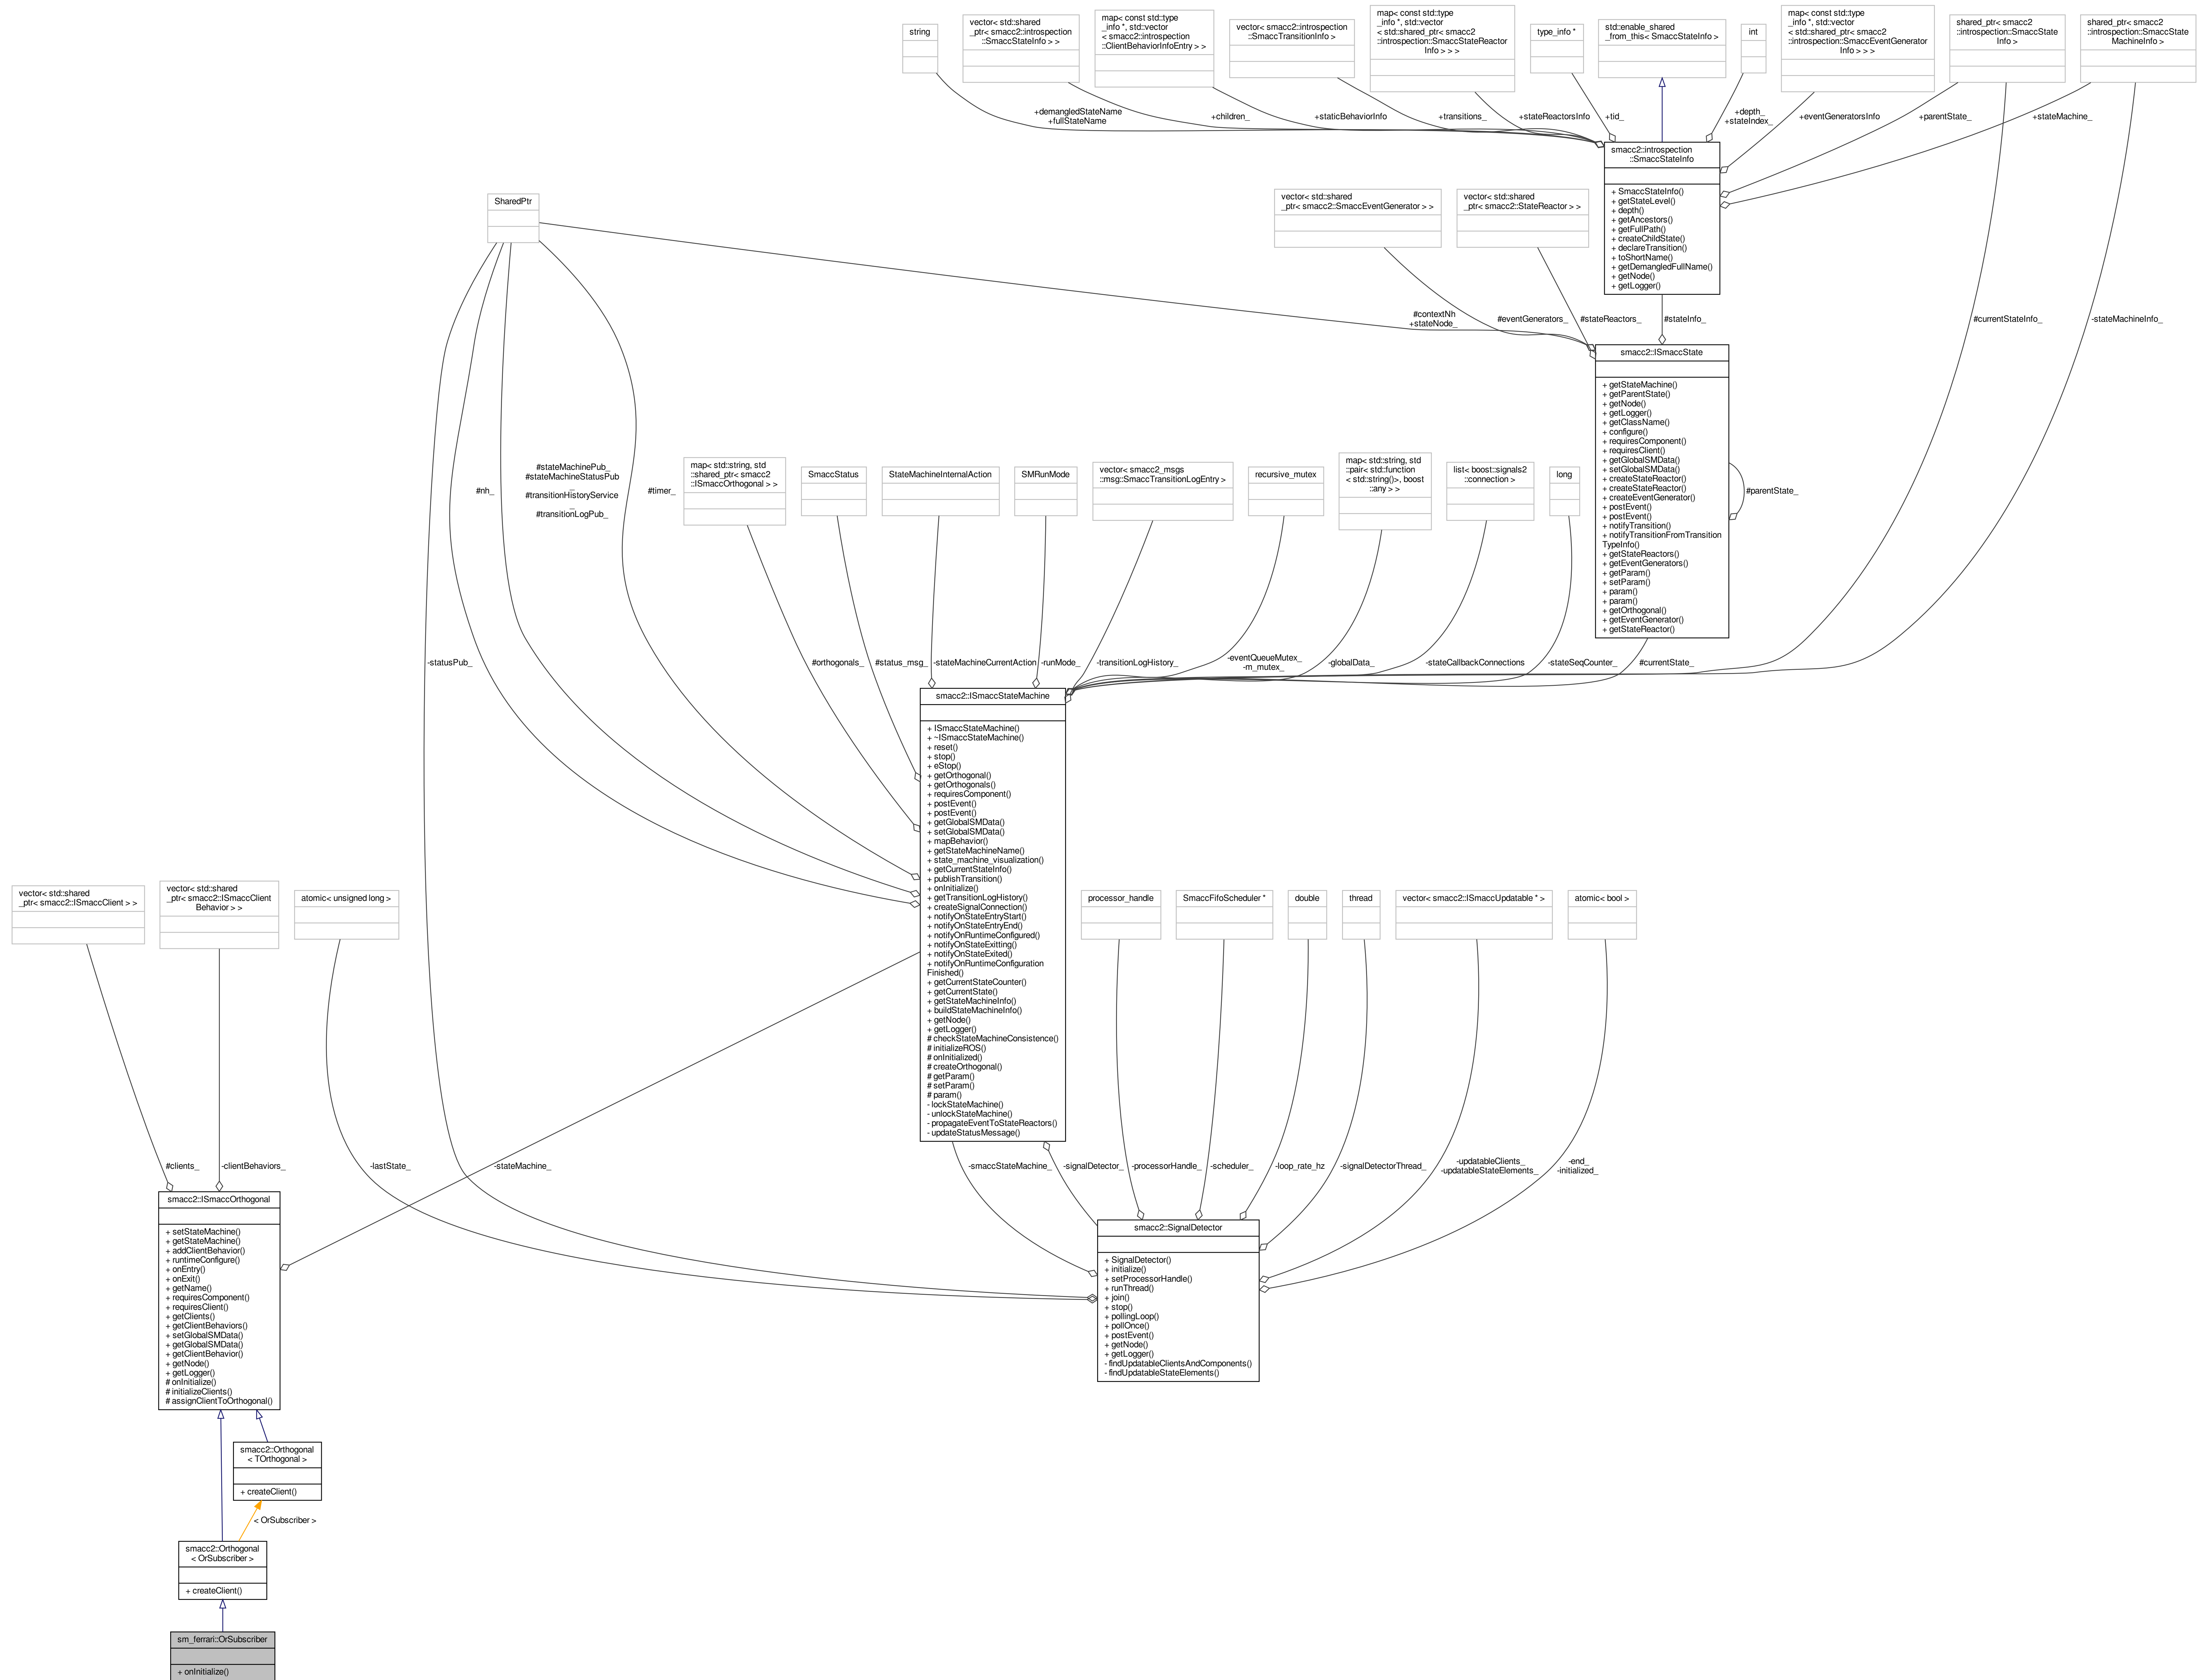 string
vector< std::shared
_ptr< smacc2::introspection
::SmaccStateInfo > >
map< const std::type
_info *, std::vector
< smacc2::introspection
::ClientBehaviorInfoEntry > >
vector< smacc2::introspection
::SmaccTransitionInfo >
map< const std::type
_info *, std::vector
< std::shared_ptr< smacc2
::introspection::SmaccStateReactor
Info > > >
type_info *
std::enable_shared
_from_this< SmaccStateInfo >
int
map< const std::type
_info *, std::vector
< std::shared_ptr< smacc2
::introspection::SmaccEventGenerator
Info > > >
shared_ptr< smacc2
::introspection::SmaccState
Info >
shared_ptr< smacc2
::introspection::SmaccState
MachineInfo >
+demangledStateName
+fullStateName
+children_
+staticBehaviorInfo
+transitions_
+stateReactorsInfo
+tid_
+depth_
+stateIndex_
+eventGeneratorsInfo
+parentState_
+stateMachine_
smacc2::introspection
::SmaccStateInfo
+ SmaccStateInfo()
+ getStateLevel()
+ depth()
+ getAncestors()
+ getFullPath()
+ createChildState()
+ declareTransition()
+ toShortName()
+ getDemangledFullName()
+ getNode()
+ getLogger()
SharedPtr
vector< std::shared
_ptr< smacc2::SmaccEventGenerator > >
vector< std::shared
_ptr< smacc2::StateReactor > >
#contextNh
+stateNode_
#eventGenerators_
#stateReactors_
#stateInfo_
#currentStateInfo_
-stateMachineInfo_
smacc2::ISmaccState
+ getStateMachine()
+ getParentState()
+ getNode()
+ getLogger()
+ getClassName()
+ configure()
+ requiresComponent()
+ requiresClient()
+ getGlobalSMData()
+ setGlobalSMData()
+ createStateReactor()
+ createStateReactor()
+ createEventGenerator()
+ postEvent()
+ postEvent()
+ notifyTransition()
+ notifyTransitionFromTransition
TypeInfo()
+ getStateReactors()
+ getEventGenerators()
+ getParam()
+ setParam()
+ param()
+ param()
+ getOrthogonal()
+ getEventGenerator()
+ getStateReactor()
#parentState_
#nh_
#stateMachinePub_
#stateMachineStatusPub
_
#transitionHistoryService
_
#transitionLogPub_
#timer_
map< std::string, std
::shared_ptr< smacc2
::ISmaccOrthogonal > >
SmaccStatus
StateMachineInternalAction
SMRunMode
vector< smacc2_msgs
::msg::SmaccTransitionLogEntry >
recursive_mutex
map< std::string, std
::pair< std::function
< std::string()>, boost
::any > >
list< boost::signals2
::connection >
long
-statusPub_
#orthogonals_
#status_msg_
-stateMachineCurrentAction
-runMode_
-transitionLogHistory_
-eventQueueMutex_
-m_mutex_
-globalData_
-stateCallbackConnections
-stateSeqCounter_
#currentState_
smacc2::ISmaccStateMachine
+ ISmaccStateMachine()
+ ~ISmaccStateMachine()
+ reset()
+ stop()
+ eStop()
+ getOrthogonal()
+ getOrthogonals()
+ requiresComponent()
+ postEvent()
+ postEvent()
+ getGlobalSMData()
+ setGlobalSMData()
+ mapBehavior()
+ getStateMachineName()
+ state_machine_visualization()
+ getCurrentStateInfo()
+ publishTransition()
+ onInitialize()
+ getTransitionLogHistory()
+ createSignalConnection()
+ notifyOnStateEntryStart()
+ notifyOnStateEntryEnd()
+ notifyOnRuntimeConfigured()
+ notifyOnStateExitting()
+ notifyOnStateExited()
+ notifyOnRuntimeConfiguration
Finished()
+ getCurrentStateCounter()
+ getCurrentState()
+ getStateMachineInfo()
+ buildStateMachineInfo()
+ getNode()
+ getLogger()
# checkStateMachineConsistence()
# initializeROS()
# onInitialized()
# createOrthogonal()
# getParam()
# setParam()
# param()
- lockStateMachine()
- unlockStateMachine()
- propagateEventToStateReactors()
- updateStatusMessage()
vector< std::shared
_ptr< smacc2::ISmaccClient > >
vector< std::shared
_ptr< smacc2::ISmaccClient
Behavior > >
atomic< unsigned long >
processor_handle
SmaccFifoScheduler *
double
thread
vector< smacc2::ISmaccUpdatable * >
atomic< bool >
#clients_
-clientBehaviors_
-lastState_
-stateMachine_
-smaccStateMachine_
-signalDetector_
-processorHandle_
-scheduler_
-loop_rate_hz
-signalDetectorThread_
-updatableClients_
-updatableStateElements_
-end_
-initialized_
smacc2::ISmaccOrthogonal
+ setStateMachine()
+ getStateMachine()
+ addClientBehavior()
+ runtimeConfigure()
+ onEntry()
+ onExit()
+ getName()
+ requiresComponent()
+ requiresClient()
+ getClients()
+ getClientBehaviors()
+ setGlobalSMData()
+ getGlobalSMData()
+ getClientBehavior()
+ getNode()
+ getLogger()
# onInitialize()
# initializeClients()
# assignClientToOrthogonal()
smacc2::SignalDetector
+ SignalDetector()
+ initialize()
+ setProcessorHandle()
+ runThread()
+ join()
+ stop()
+ pollingLoop()
+ pollOnce()
+ postEvent()
+ getNode()
+ getLogger()
- findUpdatableClientsAndComponents()
- findUpdatableStateElements()
smacc2::Orthogonal
< TOrthogonal >
+ createClient()
< OrSubscriber >
smacc2::Orthogonal
< OrSubscriber >
+ createClient()
sm_ferrari::OrSubscriber
+ onInitialize()